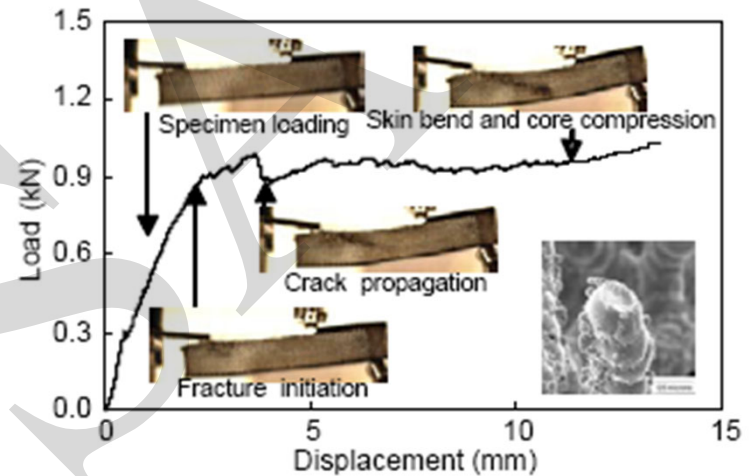 1.5
1.2
0.9
0.6
0.3
0.0
Load (kN)
Specimen loading
Skin bend and core compression
Crack propagation
Fracture initiation
0
5
10
15
Displacement (mm)